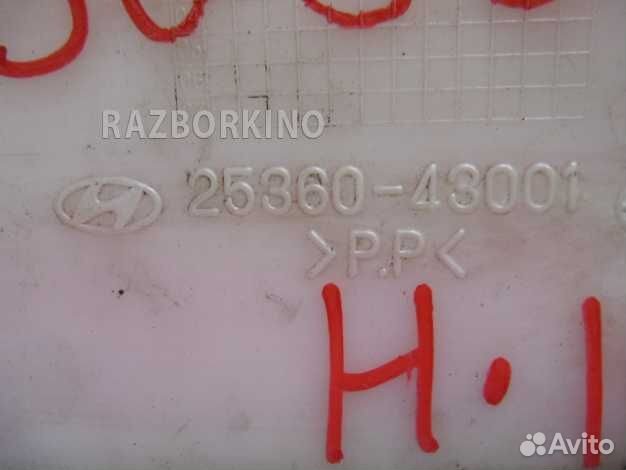 RAZBORKINO
25360-43001
>P.P<
H.1
Avito